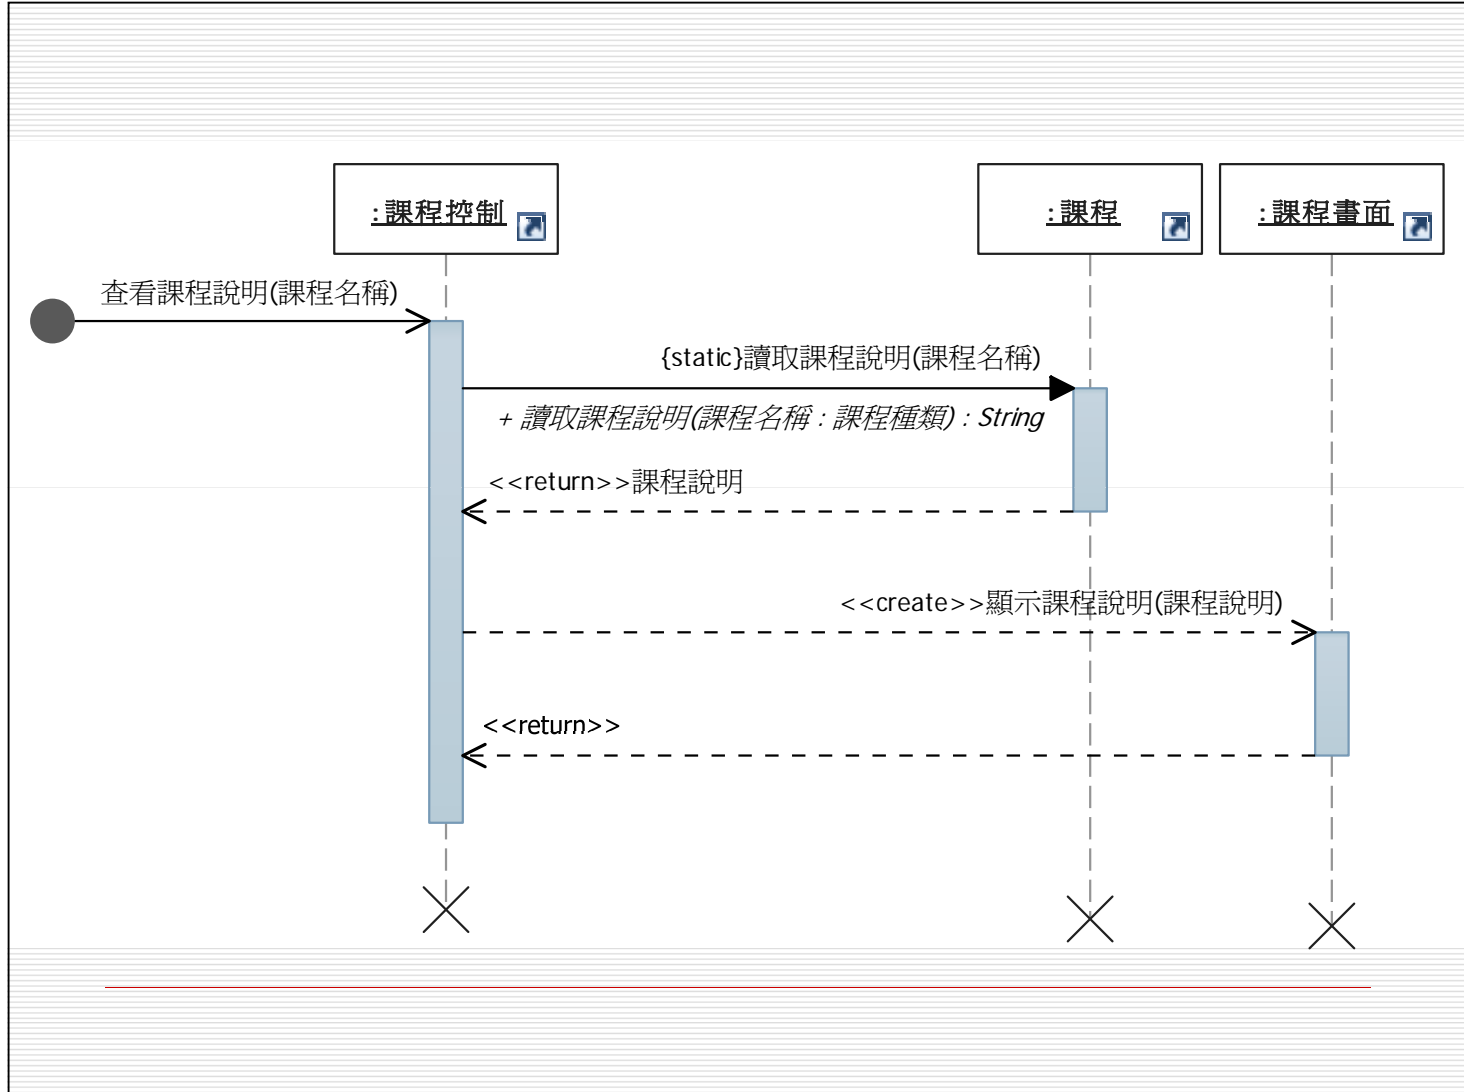 :課程控制
:課程
:課程畫面
查看課程說明(課程名稱)
{static}讀取課程說明(課程名稱)
+ 讀取課程說明(課程名稱 : 課程種類) : String
<<return>>課程說明
<<create>>顯示課程說明(課程說明)
<<return>>